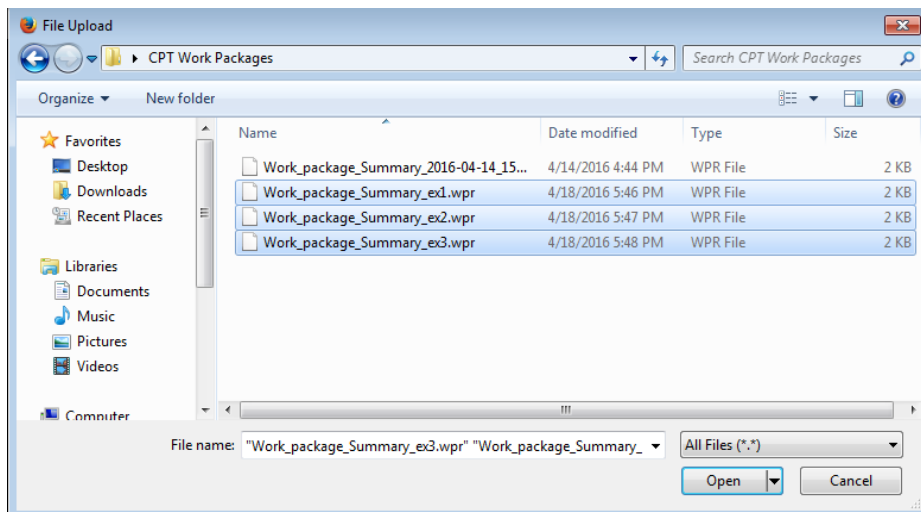 File Upload
CPT Work Packages
Search CPT Work Packages
Organize
New folder
Name
Date modified
Type
Size
Favorites
Desktop
Downloads
Recent Places
Libraries
Documents
Music
Pictures
Videos
Computer
Work_package_Summary_2016-04-14_15... 4/14/2016 4:44 PM WPR File 2 KB
Work_package_Summary_ex1.wpr 4/18/2016 5:46 PM WPR File 2 KB
Work_package_Summary_ex2.wpr 4/18/2016 5:47 PM WPR File 2 KB
Work_package_Summary_ex3.wpr 4/18/2016 5:48 PM WPR File 2 KB
File name: "Work_package_Summary_ex3.wpr" "Work_package_Summary_
All Files (*.*)
Open
Cancel